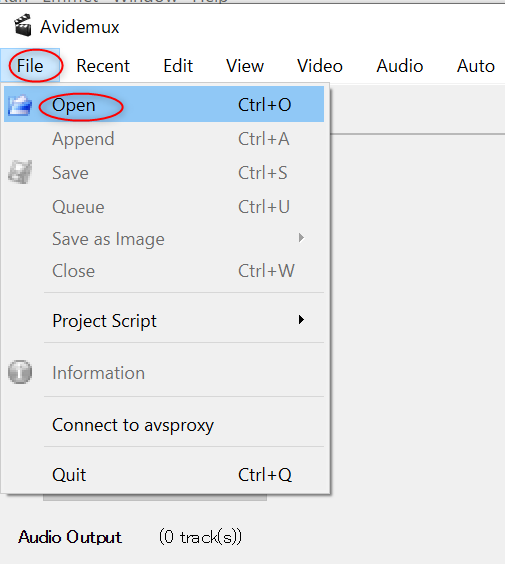 Avidemux
File Recent Edit View Video Audio Auto
Open Ctrl+O
Append Ctrl+A
Save Ctrl+S
Queue Ctrl+U
Save as Image
Close Ctrl+W
Project Script
Information
Connect to avsproxy
Quit Ctrl+Q
Audio Output (0 track(s))